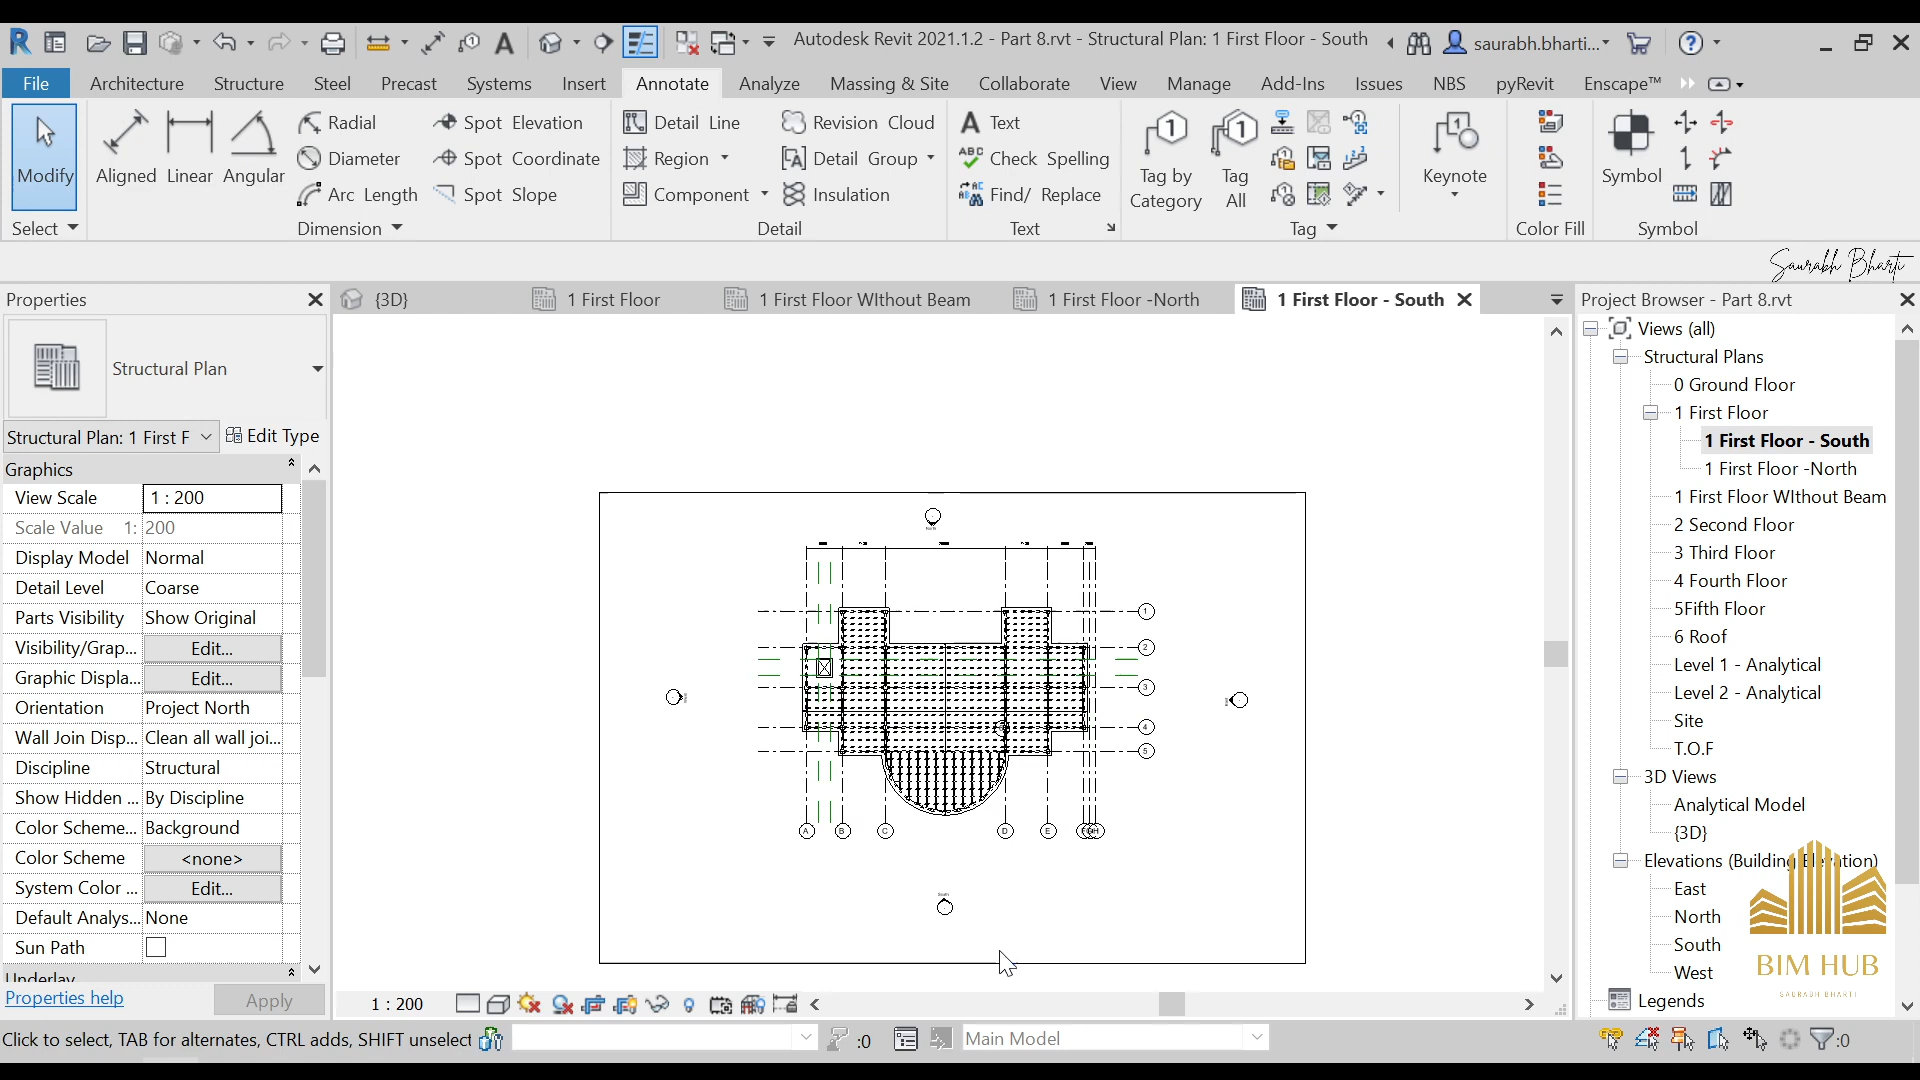 Autodesk Revit 2021.1.2 - Part 8.rvt - Structural Plan: 1 First Floor - South
saurabh.bharti...
File Architecture Structure Steel Precast Systems Insert Annotate Analyze Massing & Site Collaborate View Manage Add-Ins Issues NBS pyRevit Enscape™
Modify
Aligned Linear Angular
Radial
Diameter
Arc Length
Spot Elevation
Spot Coordinate
Spot Slope
Detail Line
Region
Component
Revision Cloud
Detail Group
Insulation
Text
Check Spelling
Find/ Replace
Tag by Category
Tag All
Keynote
Symbol
Select Dimension Detail Text Tag Color Fill Symbol
Saurabh Bharti
Properties
{3D} 1 First Floor 1 First Floor WIthout Beam 1 First Floor -North 1 First Floor - South
Project Browser - Part 8.rvt
Structural Plan
Structural Plan: 1 First F Edit Type
Graphics
View Scale 1 : 200
Scale Value 1: 200
Display Model Normal
Detail Level Coarse
Parts Visibility Show Original
Visibility/Grap... Edit...
Graphic Displa... Edit...
Orientation Project North
Wall Join Disp... Clean all wall joi...
Discipline Structural
Show Hidden ... By Discipline
Color Scheme... Background
Color Scheme <none>
System Color ... Edit...
Default Analys... None
Sun Path
Underlay
Properties help Apply
1
2
3
4
5
A B C D E
Views (all)
Structural Plans
0 Ground Floor
1 First Floor
1 First Floor - South
1 First Floor -North
1 First Floor WIthout Beam
2 Second Floor
3 Third Floor
4 Fourth Floor
5Fifth Floor
6 Roof
Level 1 - Analytical
Level 2 - Analytical
Site
T.O.F
3D Views
Analytical Model
{3D}
Elevations (Building Elevation)
East
North
South
West
Legends
BIM HUB
SAURABH BHARTI
1 : 200
Click to select, TAB for alternates, CTRL adds, SHIFT unselect
:0
Main Model
:0